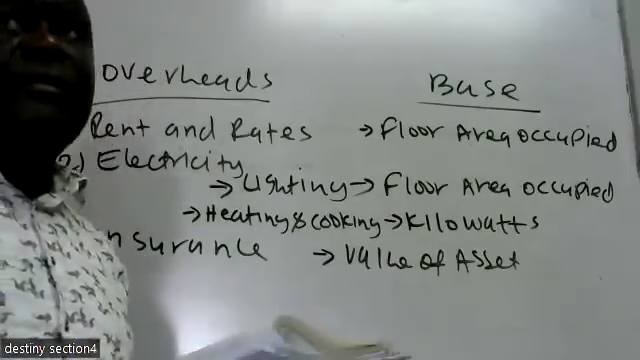 overheads Base
Rent and Rates → Floor Area occupied
2) Electricity
→ Lighting → Floor Area occupied
→ Heating & cooking → Kilowatts
nsurance → Value of Asset
destiny section4